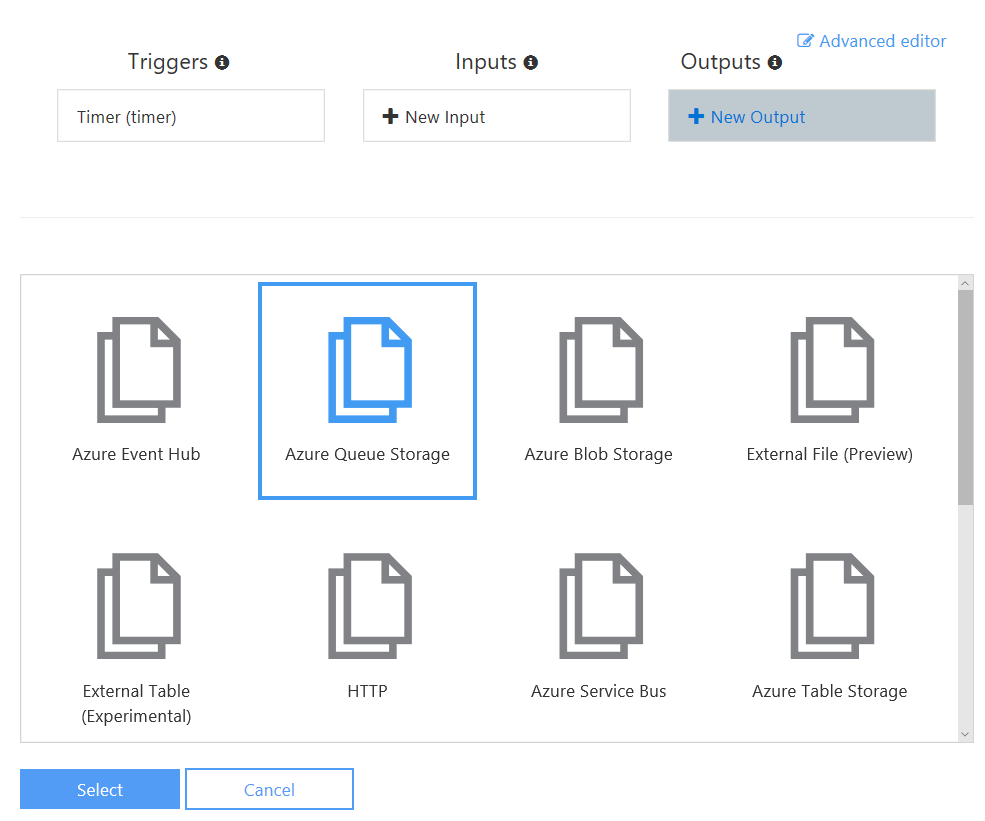 Advanced editor
Triggers
Inputs
Outputs
Timer (timer)
New Input
New Output
Azure Event Hub
Azure Queue Storage
Azure Blob Storage
External File (Preview)
External Table
(Experimental)
HTTP
Azure Service Bus
Azure Table Storage
Select
Cancel